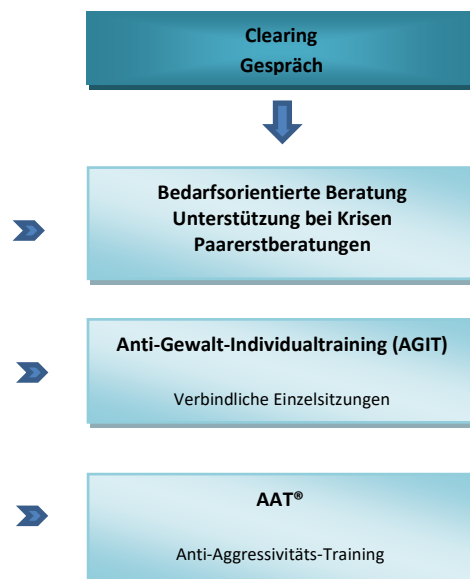 Clearing
Gespräch
Bedarfsorientierte Beratung
Unterstützung bei Krisen
Paarerstberatungen
Anti-Gewalt-Individualtraining (AGIT)
Verbindliche Einzelsitzungen
AAT®
Anti-Aggressivitäts-Training